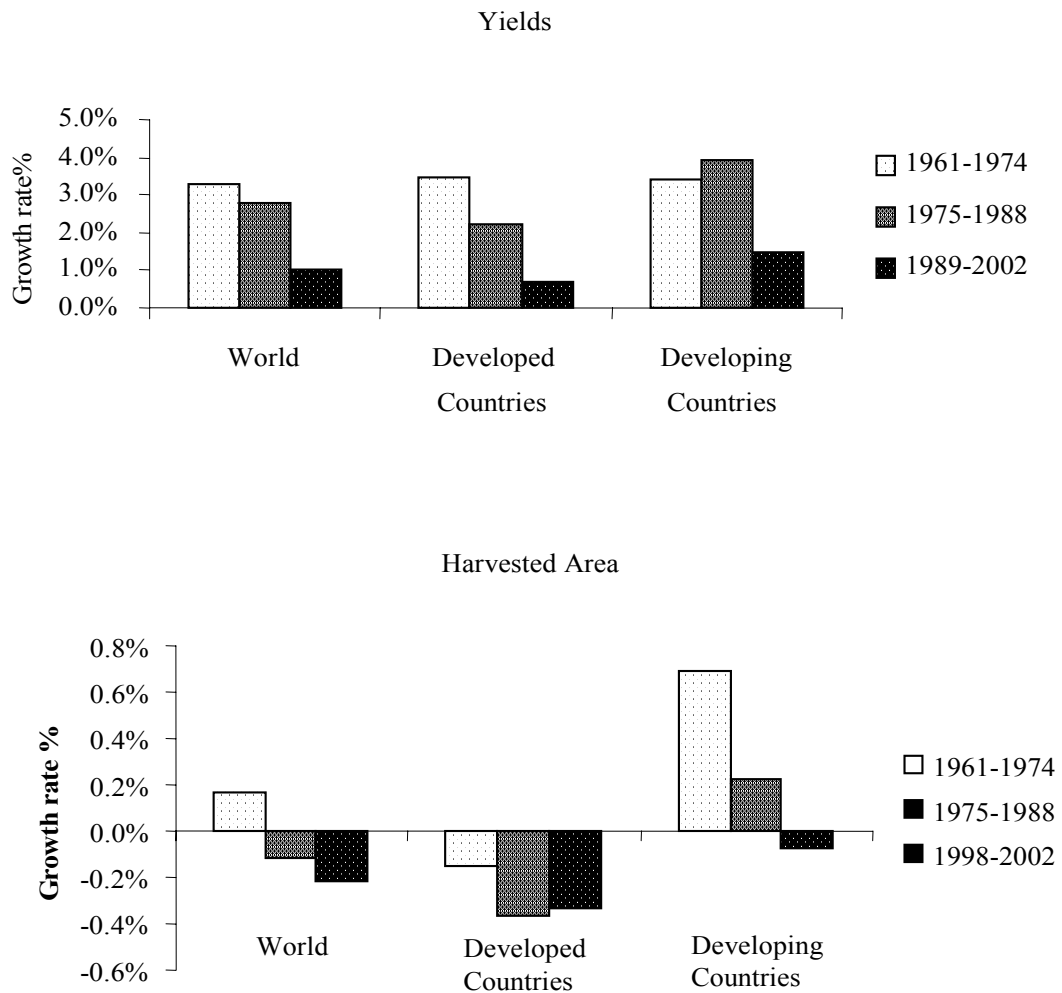 Yields
Growth rate%
5.0%
4.0%
3.0%
2.0%
1.0%
0.0%
World
Developed
Countries
Developing
Countries
1961-1974
1975-1988
1989-2002
Harvested Area
Growth rate %
0.8%
0.6%
0.4%
0.2%
0.0%
-0.2%
-0.4%
-0.6%
World
Developed
Countries
Developing
Countries
1961-1974
1975-1988
1998-2002